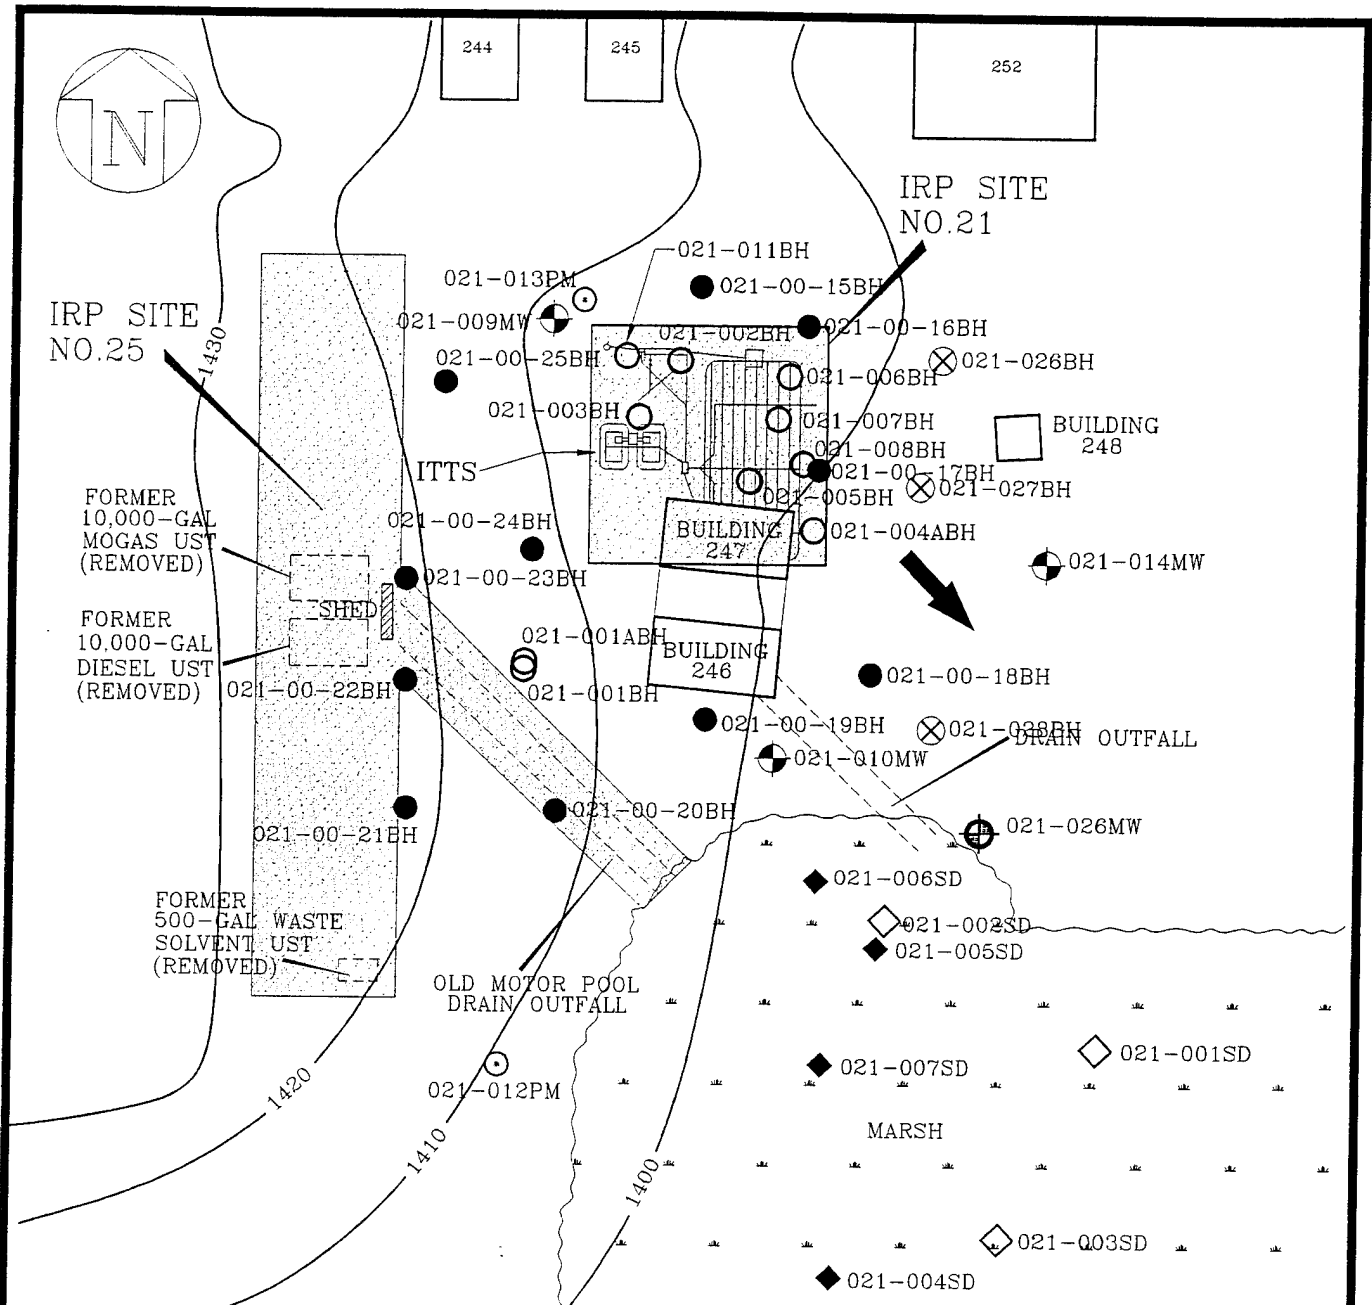 244
245
252
N
IRP SITE
NO.21
021-011BH
021-013PM
021-00-15BH
IRP SITE
NO.25
1430
021-009MW
021-002BH
021-00-16BH
021-00-25BH
021-026BH
021-006BH
021-003BH
021-007BH
BUILDING
248
021-008BH
ITTS
021-00-17BH
021-005BH
021-027BH
FORMER
10,000-GAL
MOGAS UST
(REMOVED)
021-00-24BH
BUILDING
247
021-004ABH
021-014MW
021-00-23BH
SHED
FORMER
10,000-GAL
DIESEL UST
(REMOVED)
021-001ABH
BUILDING
246
021-00-22BH
021-001BH
021-00-18BH
021-00-19BH
021-028BH
DRAIN OUTFALL
021-010MW
021-00-20BH
021-00-21BH
021-026MW
021-006SD
FORMER
500-GAL WASTE
SOLVENT UST
(REMOVED)
021-002SD
021-005SD
OLD MOTOR POOL
DRAIN OUTFALL
021-001SD
021-007SD
1420
021-012PM
MARSH
1410
1400
021-003SD
021-004SD